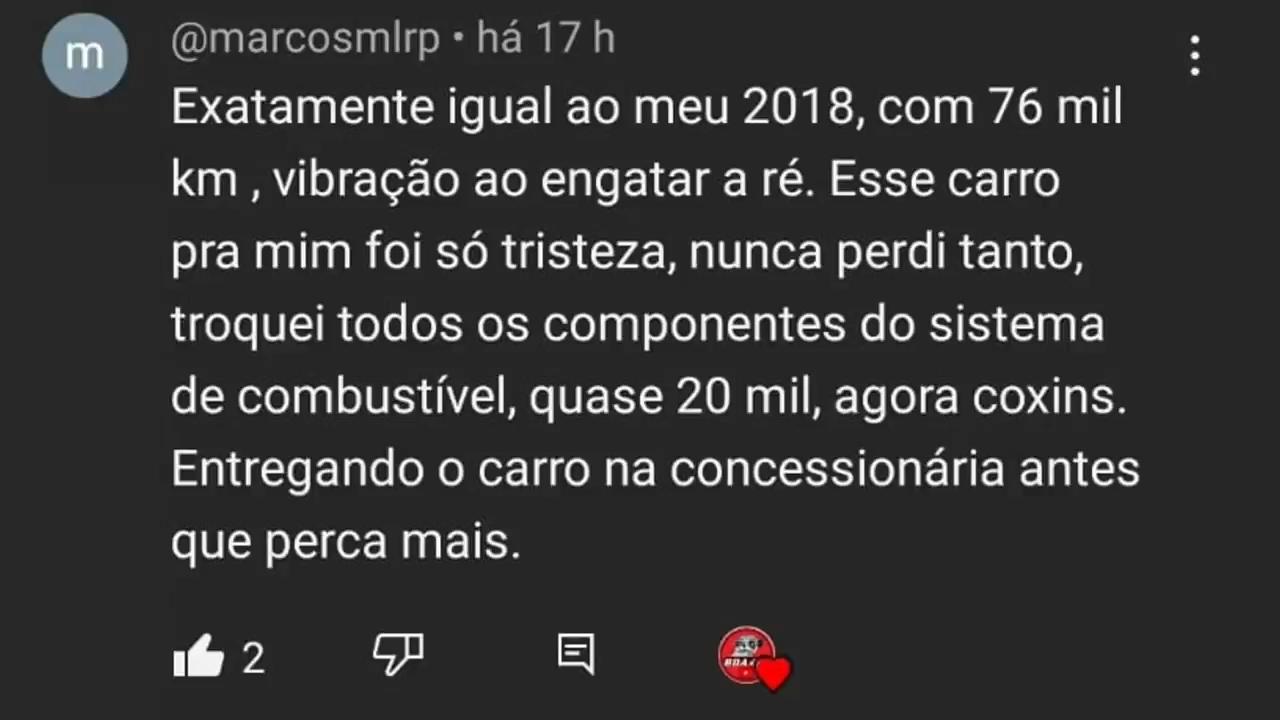 m
@marcosmlrp • há 17 h
Exatamente igual ao meu 2018, com 76 mil
km , vibração ao engatar a ré. Esse carro
pra mim foi só tristeza, nunca perdi tanto,
troquei todos os componentes do sistema
de combustível, quase 20 mil, agora coxins.
Entregando o carro na concessionária antes
que perca mais.
2